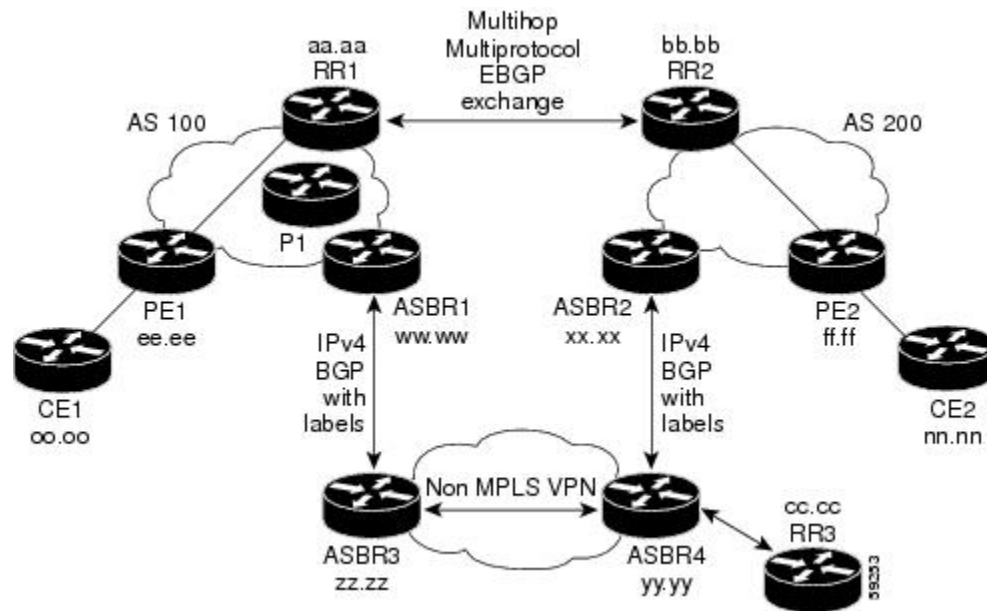 Multihop
Multiprotocol
EBGP
exchange
aa.aa
RR1
bb.bb
RR2
AS 100
AS 200
P1
PE1
ee.ee
ASBR1
ww.ww
ASBR2
xx.xx
PE2
ff.ff
IPv4
BGP
with
labels
IPv4
BGP
with
labels
CE1
oo.oo
CE2
nn.nn
Non MPLS VPN
ASBR3
zz.zz
ASBR4
yy.yy
cc.cc
RR3
59253